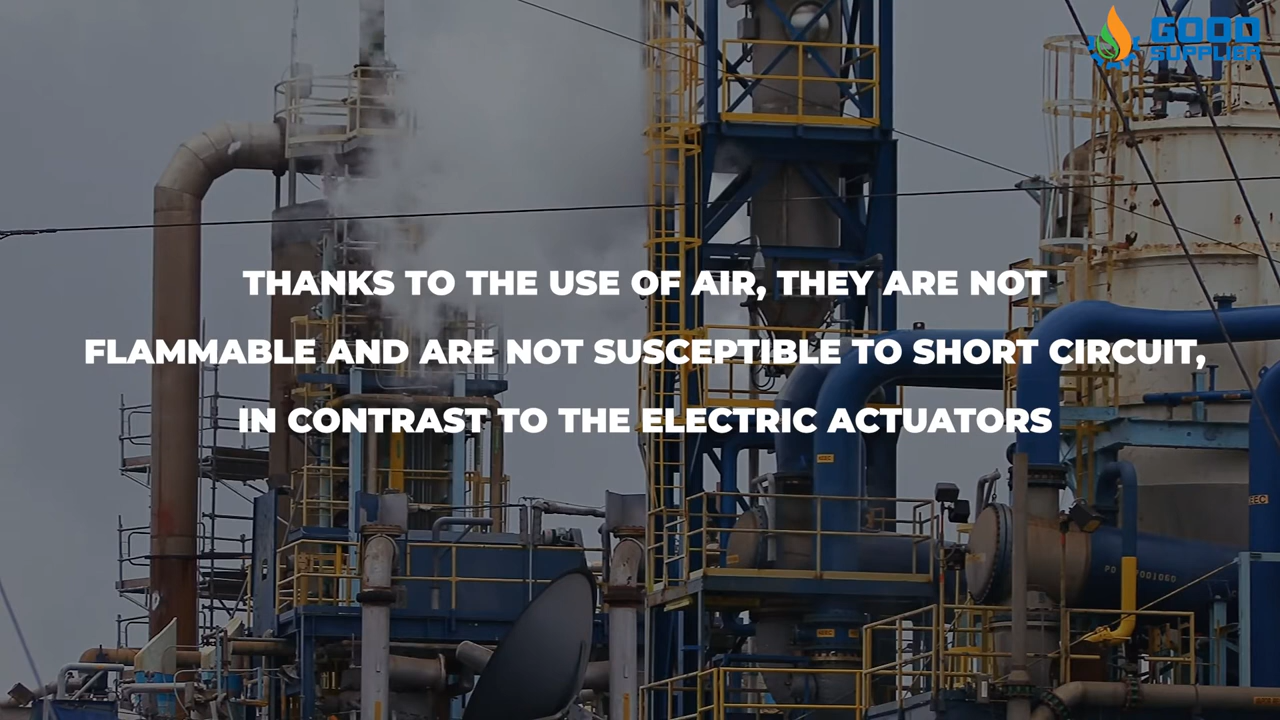 GOOD
SUPPLIER
THANKS TO THE USE OF AIR, THEY ARE NOT
FLAMMABLE AND ARE NOT SUSCEPTIBLE TO SHORT CIRCUIT,
IN CONTRAST TO THE ELECTRIC ACTUATORS